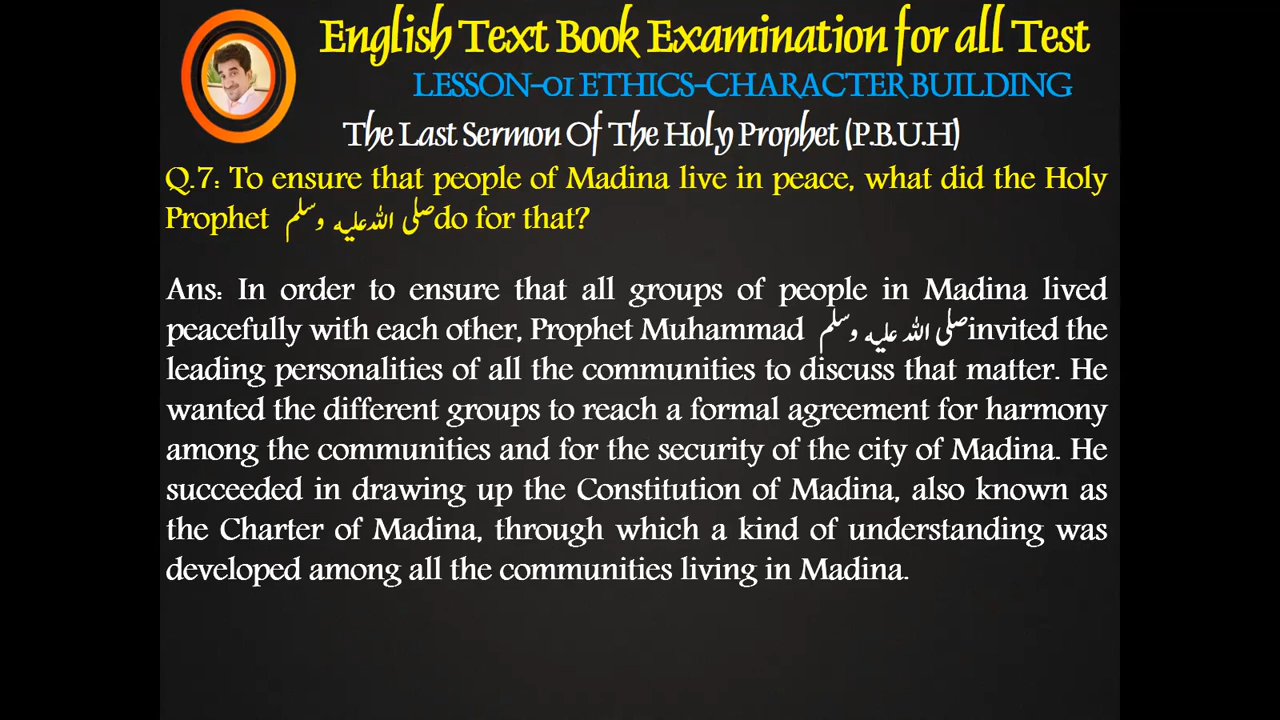 English Text Book Examination for all Test
LESSON-01 ETHICS-CHARACTER BUILDING
The Last Sermon Of The Holy Prophet (P.B.U.H)
Q.7: To ensure that people of Madina live in peace, what did the Holy
Prophet صلی اللہ علیہ وسلم do for that?
Ans: In order to ensure that all groups of people in Madina lived
peacefully with each other, Prophet Muhammad صلی اللہ علیہ وسلم invited the
leading personalities of all the communities to discuss that matter. He
wanted the different groups to reach a formal agreement for harmony
among the communities and for the security of the city of Madina. He
succeeded in drawing up the Constitution of Madina, also known as
the Charter of Madina, through which a kind of understanding was
developed among all the communities living in Madina.